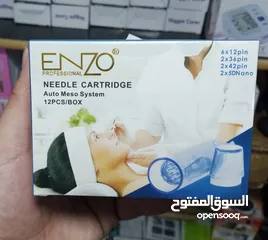 ENZO®
PROFESSIONAL
NEEDLE CARTRIDGE
Auto Meso System
12PCS/BOX
6x12pin
2x36pin
2x42pin
2x5DNano
السوق المفتوح
opensooq.com